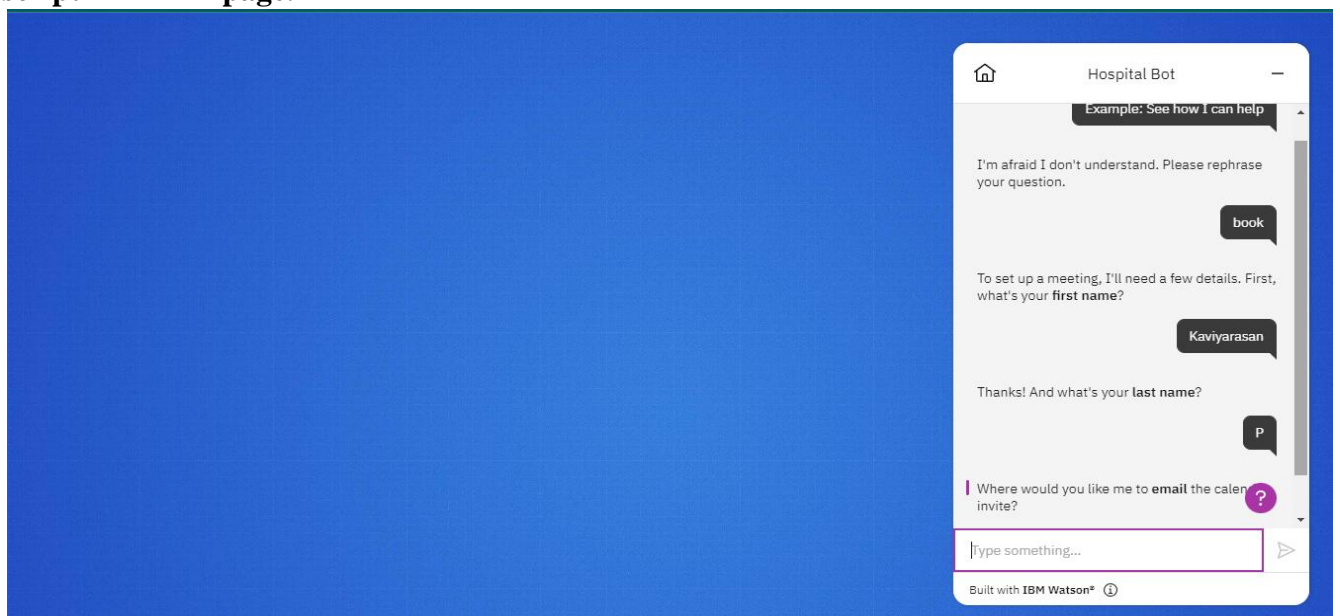 Hospital Bot
Example: See how I can help
I'm afraid I don't understand. Please rephrase
your question.
book
To set up a meeting, I'll need a few details. First,
what's your first name?
Kaviyarasan
Thanks! And what's your last name?
P
Where would you like me to email the
invite?
?
Type something...
Built with IBM Watson®